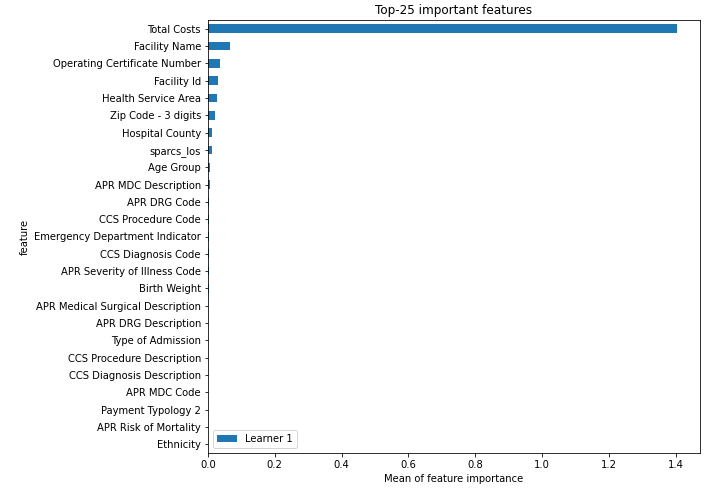 Top-25 important features
Total Costs
Facility Name
Operating Certificate Number
Facility Id
Health Service Area
Zip Code - 3 digits
Hospital County
sparcs_los
Age Group
APR MDC Description
APR DRG Code
CCS Procedure Code
Emergency Department Indicator
CCS Diagnosis Code
APR Severity of Illness Code
Birth Weight
APR Medical Surgical Description
APR DRG Description
Type of Admission
CCS Procedure Description
CCS Diagnosis Description
APR MDC Code
Payment Typology 2
APR Risk of Mortality
Ethnicity
feature
Learner 1
0.0 0.2 0.4 0.6 0.8 1.0 1.2 1.4
Mean of feature importance